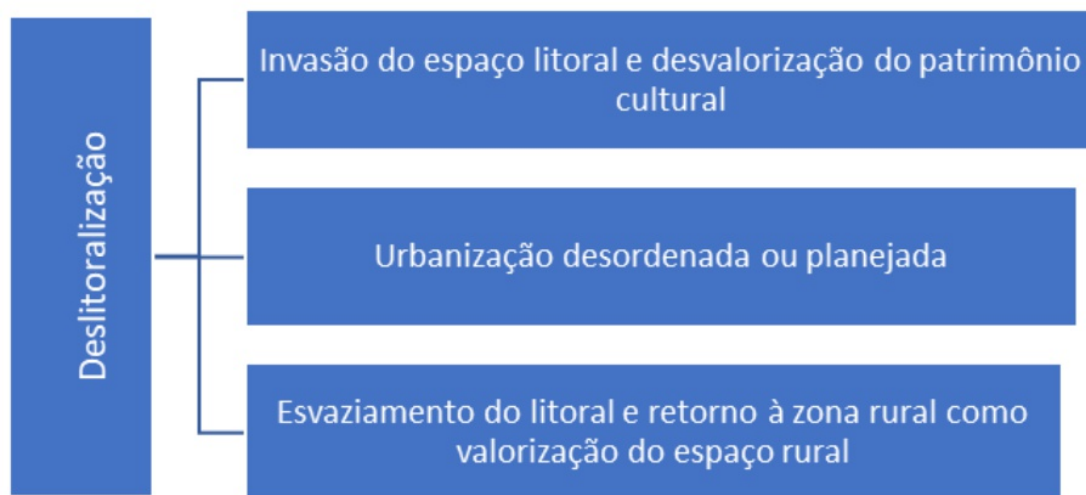 Deslitoralização
Invasão do espaço litoral e desvalorização do patrimônio
cultural
Urbanização desordenada ou planejada
Esvaziamento do litoral e retorno à zona rural como
valorização do espaço rural